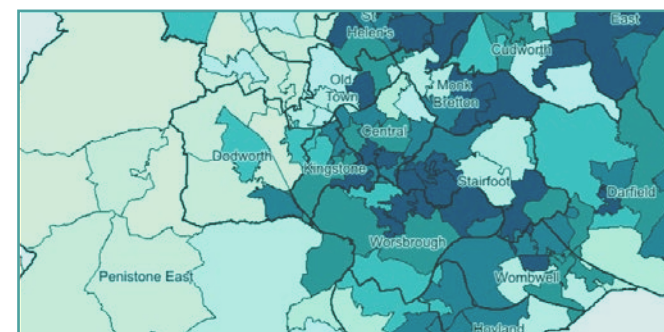 St
Helen's
East
Cudworth
Old
Town
Monk
Bretton
Central
Dodworth
Kingstone
Stairfoot
Darfield
Worsbrough
Penistone East
Wombwell
Hoyland